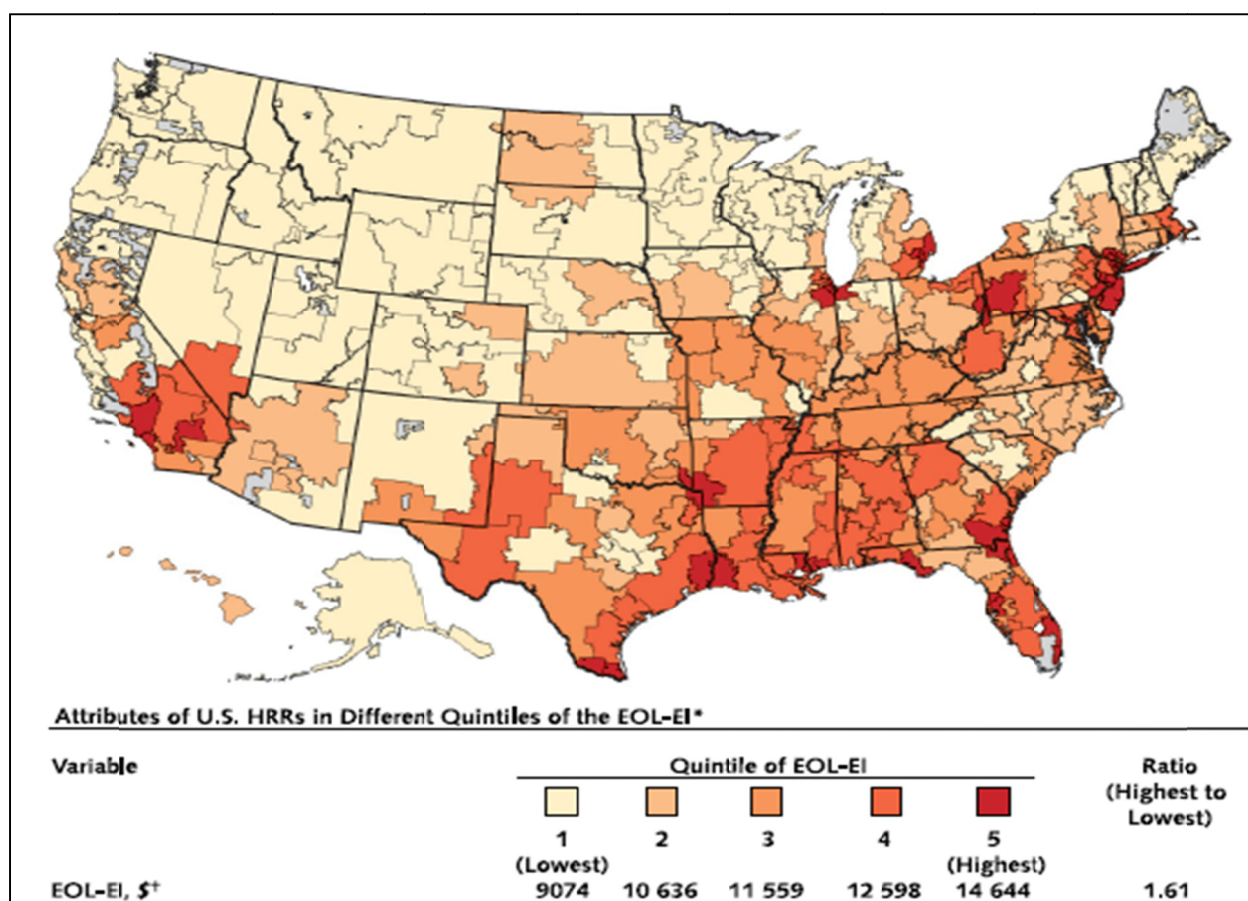 Attributes of U.S. HRRs in Different Quintiles of the EOL–EI*
Variable
Quintile of EOL–EI
Ratio
(Highest to
Lowest)
1
2
3
4
5
(Lowest)
(Highest)
EOL–EI, $†
9074
10 636
11 559
12 598
14 644
1.61